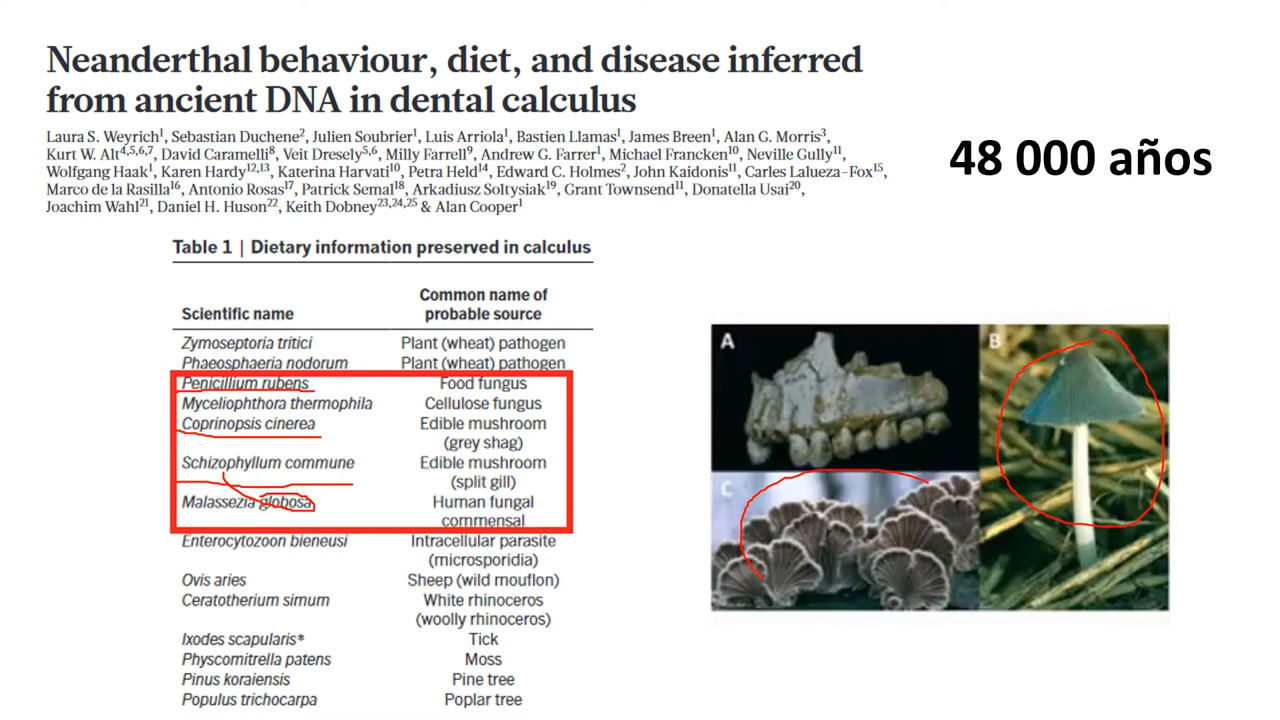 Neanderthal behaviour, diet, and disease inferred
from ancient DNA in dental calculus
Laura S. Weyrich1, Sebastian Duchene2, Julien Soubrier1, Luis Arriola1, Bastien Llamas1, James Breen1, Alan G. Morris3,
Kurt W. Alt4,5,6,7, David Caramelli8, Veit Dresely5,6, Milly Farrell9, Andrew G. Farrer1, Michael Francken10, Neville Gully11,
Wolfgang Haak1, Karen Hardy12,13, Katerina Harvati10, Petra Held14, Edward C. Holmes2, John Kaidonis11, Carles Lalueza-Fox15,
Marco de la Rasilla16, Antonio Rosas17, Patrick Semal18, Arkadiusz Soltysiak19, Grant Townsend11, Donatella Usai20,
Joachim Wahl21, Daniel H. Huson22, Keith Dobney23,24,25 & Alan Cooper1
48 000 años
Table 1 | Dietary information preserved in calculus
Scientific name
Common name of
probable source
Zymoseptoria tritici Plant (wheat) pathogen
Phaeosphaeria nodorum Plant (wheat) pathogen
Penicillium rubens Food fungus
Myceliophthora thermophila Cellulose fungus
Coprinopsis cinerea Edible mushroom
(grey shag)
Schizophyllum commune Edible mushroom
(split gill)
Malassezia globosa Human fungal
commensal
Enterocytozoon bieneusi Intracellular parasite
(microsporidia)
Ovis aries Sheep (wild mouflon)
Ceratotherium simum White rhinoceros
(woolly rhinoceros)
Ixodes scapularis* Tick
Physcomitrella patens Moss
Pinus koraiensis Pine tree
Populus trichocarpa Poplar tree
A
B
C